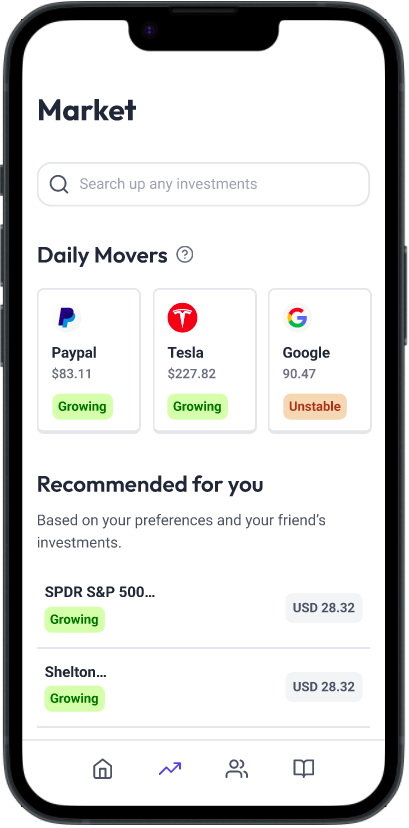 Market
Search up any investments
Daily Movers
Paypal
$83.11
Growing
Tesla
$227.82
Growing
Google
90.47
Unstable
Recommended for you
Based on your preferences and your friend's
investments.
SPDR S&P 500...
Growing
USD 28.32
Shelton...
Growing
USD 28.32